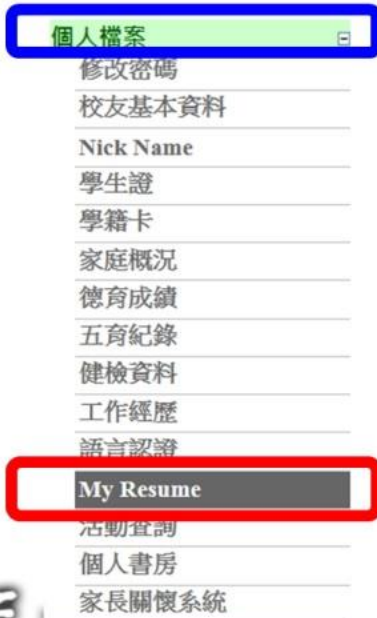 個人檔案
修改密碼
校友基本資料
Nick Name
學生證
學籍卡
家庭概況
德育成績
五育紀錄
健檢資料
工作經歷
語言認證
My Resume
活動查詢
個人書房
家長關懷系統